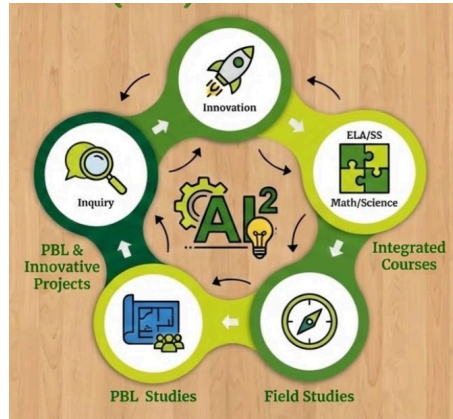 Innovation
ELA/SS
Math/Science
Inquiry
AI²
PBL &
Innovative
Projects
Integrated
Courses
PBL Studies
Field Studies